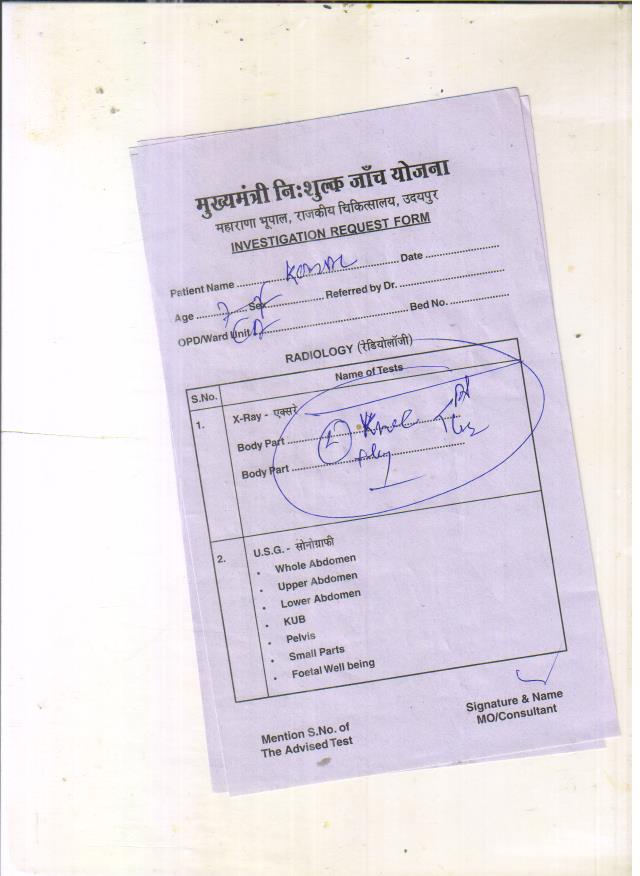 मुख्यमंत्री नि:शुल्क जाँच योजना
महाराणा भूपाल, राजकीय चिकित्सालय, उदयपुर
INVESTIGATION REQUEST FORM
Patient Name ........ Date ........
Age ........ Sex ........ Referred by Dr. ........
OPD/Ward Unit ........ Bed No. ........
RADIOLOGY (रेडियोलॉजी)
S.No. Name of Tests
1. X-Ray - एक्सरे
Body Part ........ L Knee
Body Part ........
2. U.S.G. - सोनोग्राफी
• Whole Abdomen
• Upper Abdomen
• Lower Abdomen
• KUB
• Pelvis
• Small Parts
• Foetal Well being
Mention S.No. of
The Advised Test
Signature & Name
MO/Consultant